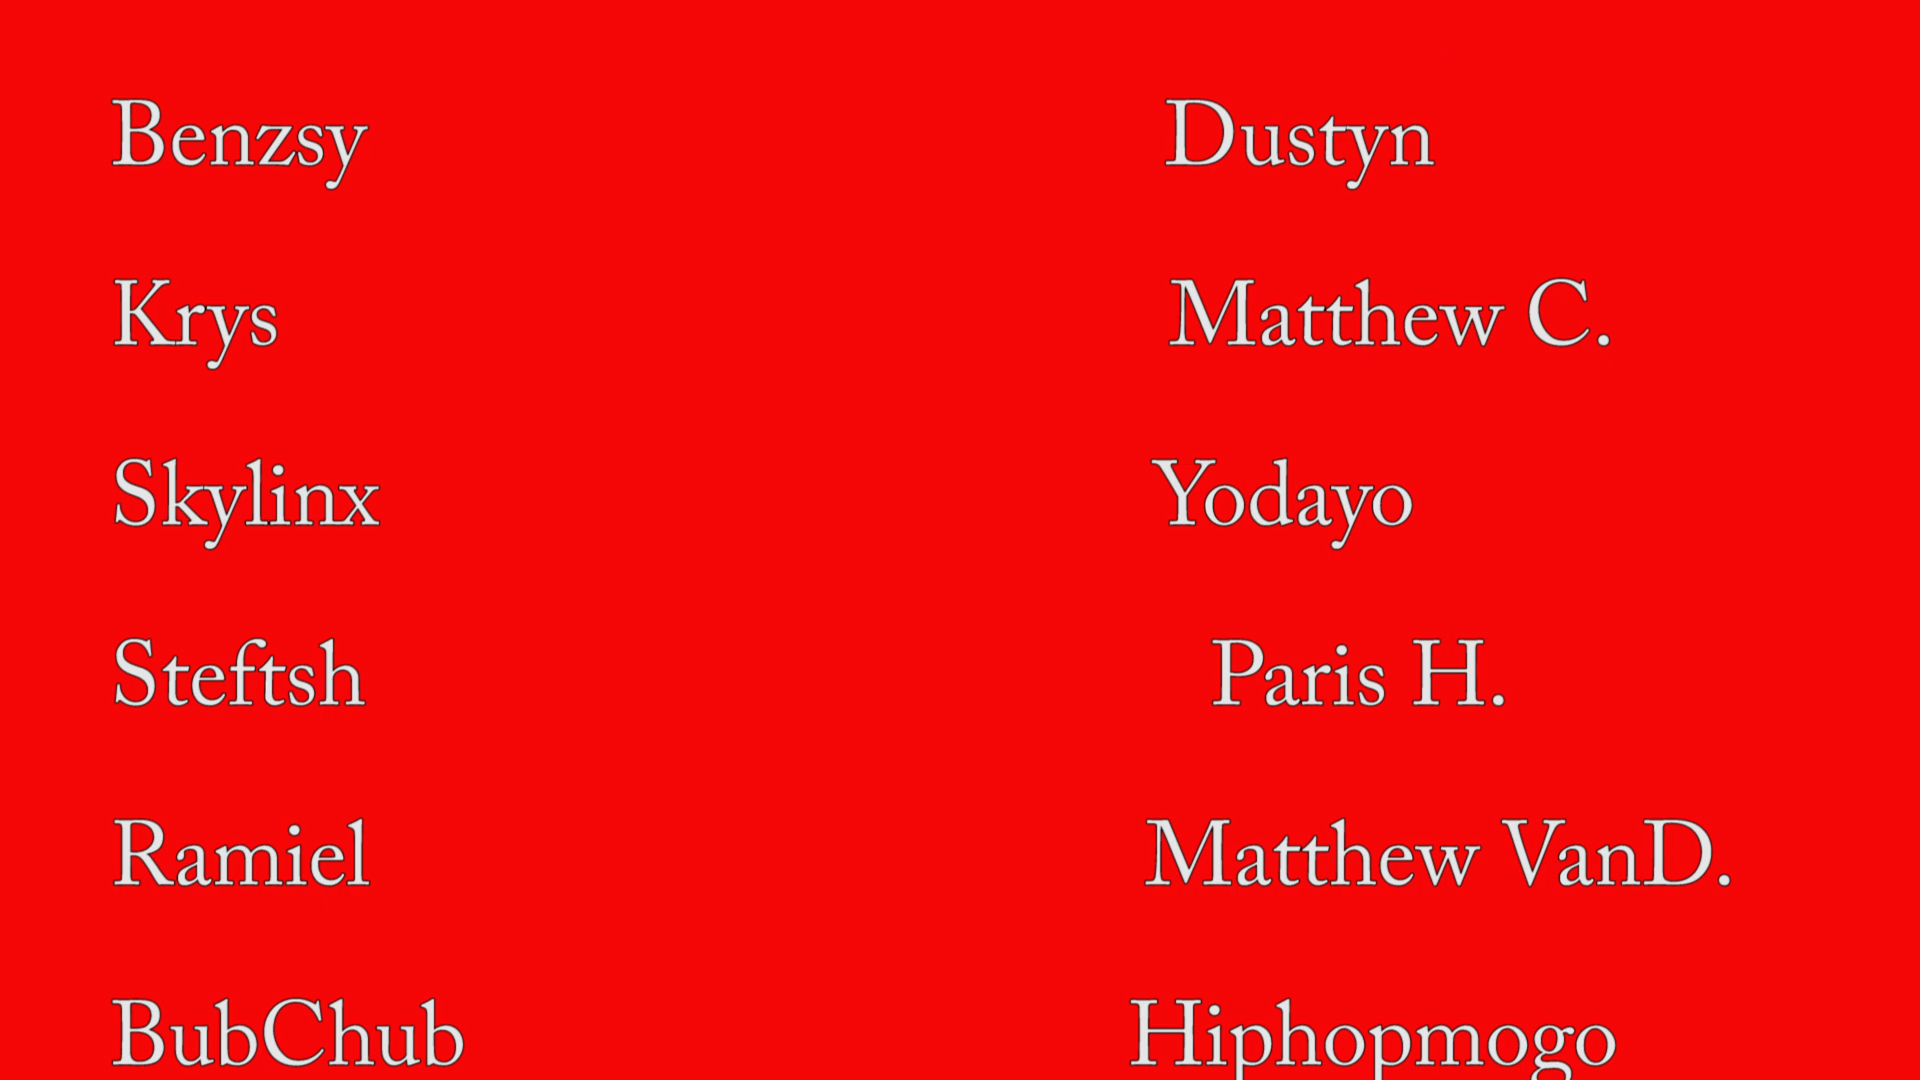 Benzsy Dustyn
Krys Matthew C.
Skylinx Yodayo
Steftsh Paris H.
Ramiel Matthew VanD.
BubChub Hiphopmogo